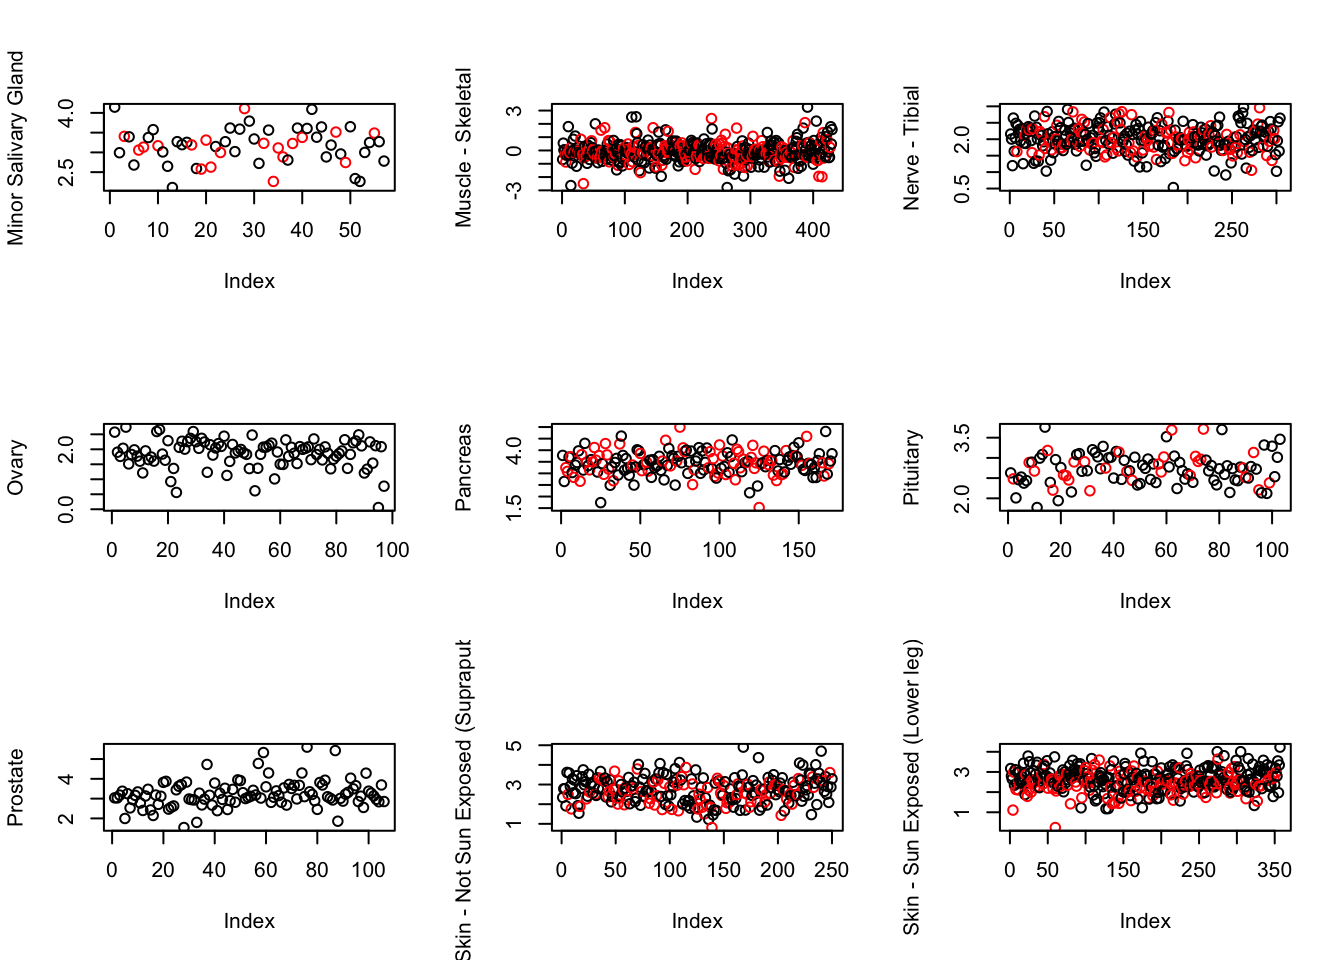 Minor Salivary Gland
2.5 4.0
0 10 20 30 40 50
Index
Muscle - Skeletal
-3 0 3
0 100 200 300 400
Index
Nerve - Tibial
0.5 2.0
0 50 150 250
Index
Ovary
0.0 2.0
0 20 40 60 80 100
Index
Pancreas
1.5 4.0
0 50 100 150
Index
Pituitary
2.0 3.5
0 20 40 60 80 100
Index
Prostate
2 4
0 20 40 60 80 100
Index
Skin - Not Sun Exposed (Suprapub
1 3 5
0 50 100 150 200 250
Index
Skin - Sun Exposed (Lower leg)
1 3
0 50 150 250 350
Index